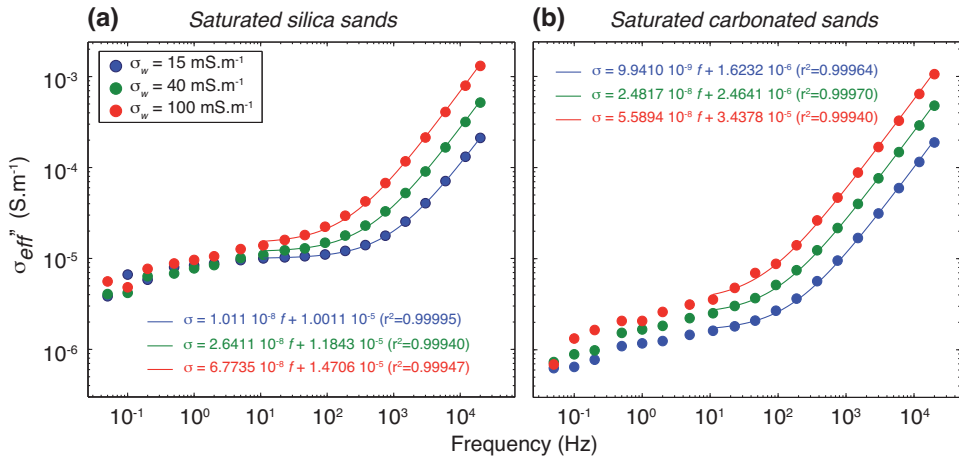 (a) Saturated silica sands
(b) Saturated carbonated sands
σw = 15 mS.m-1
σw = 40 mS.m-1
σw = 100 mS.m-1
σ = 9.9410 10-9 f + 1.6232 10-6 (r2=0.99964)
σ = 2.4817 10-8 f + 2.4641 10-6 (r2=0.99970)
σ = 5.5894 10-8 f + 3.4378 10-5 (r2=0.99940)
10-3
10-4
10-5
10-6
σeff" (S.m-1)
σ = 1.011 10-8 f + 1.0011 10-5 (r2=0.99995)
σ = 2.6411 10-8 f + 1.1843 10-5 (r2=0.99940)
σ = 6.7735 10-8 f + 1.4706 10-5 (r2=0.99947)
10-1 100 101 102 103 104
10-1 100 101 102 103 104
Frequency (Hz)